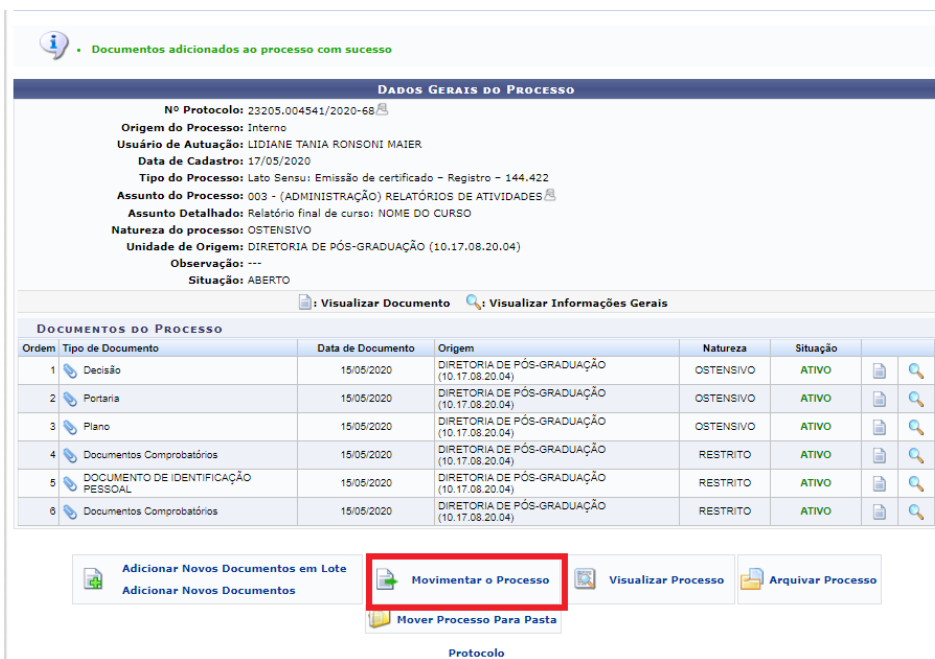 Documentos adicionados ao processo com sucesso
DADOS GERAIS DO PROCESSO
Nº Protocolo: 23205.004541/2020-68
Origem do Processo: Interno
Usuário de Autuação: LIDIANE TANIA RONSONI MAIER
Data de Cadastro: 17/05/2020
Tipo do Processo: Lato Sensu: Emissão de certificado – Registro – 144.422
Assunto do Processo: 003 - (ADMINISTRAÇÃO) RELATÓRIOS DE ATIVIDADES
Assunto Detalhado: Relatório final de curso: NOME DO CURSO
Natureza do processo: OSTENSIVO
Unidade de Origem: DIRETORIA DE PÓS-GRADUAÇÃO (10.17.08.20.04)
Observação: ---
Situação: ABERTO
: Visualizar Documento : Visualizar Informações Gerais
DOCUMENTOS DO PROCESSO
Ordem Tipo de Documento Data de Documento Origem Natureza Situação
1 Decisão 15/05/2020 DIRETORIA DE PÓS-GRADUAÇÃO (10.17.08.20.04) OSTENSIVO ATIVO
2 Portaria 15/05/2020 DIRETORIA DE PÓS-GRADUAÇÃO (10.17.08.20.04) OSTENSIVO ATIVO
3 Plano 15/05/2020 DIRETORIA DE PÓS-GRADUAÇÃO (10.17.08.20.04) OSTENSIVO ATIVO
4 Documentos Comprobatórios 15/05/2020 DIRETORIA DE PÓS-GRADUAÇÃO (10.17.08.20.04) RESTRITO ATIVO
5 DOCUMENTO DE IDENTIFICAÇÃO PESSOAL 15/05/2020 DIRETORIA DE PÓS-GRADUAÇÃO (10.17.08.20.04) RESTRITO ATIVO
6 Documentos Comprobatórios 15/05/2020 DIRETORIA DE PÓS-GRADUAÇÃO (10.17.08.20.04) RESTRITO ATIVO
Adicionar Novos Documentos em Lote
Adicionar Novos Documentos
Movimentar o Processo
Visualizar Processo
Arquivar Processo
Mover Processo Para Pasta
Protocolo